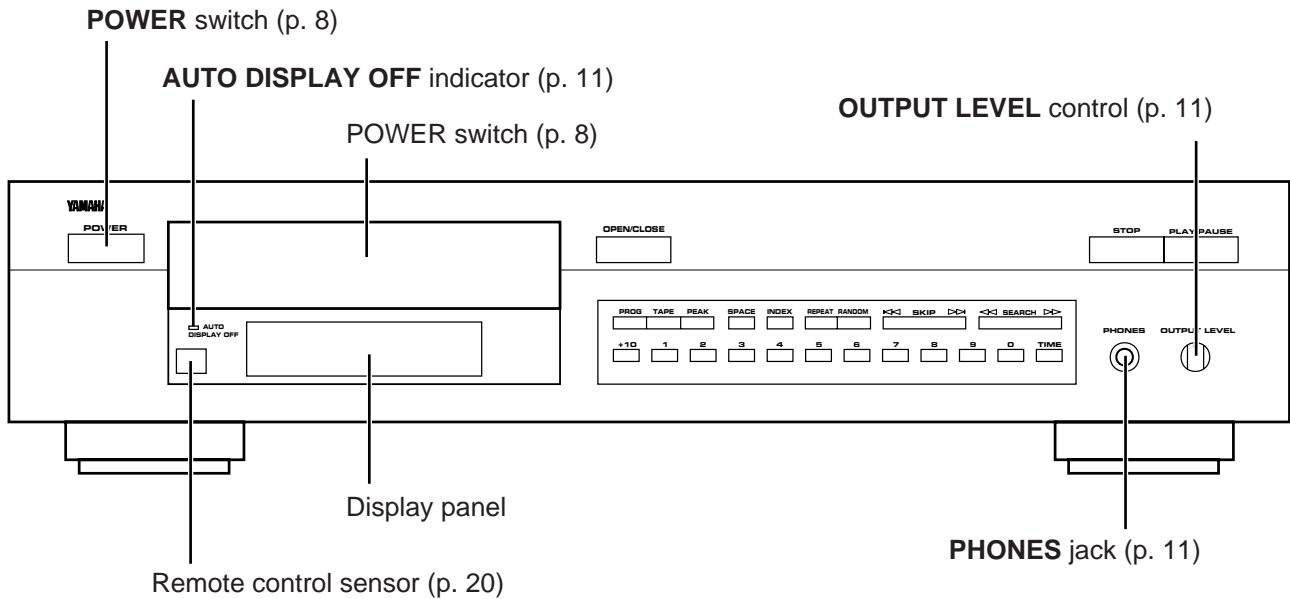 POWER switch (p. 8)
AUTO DISPLAY OFF indicator (p. 11)
POWER switch (p. 8)
OUTPUT LEVEL control (p. 11)
YAMAHA
POWER
OPEN/CLOSE
STOP PLAY/PAUSE
AUTO
DISPLAY OFF
PROG TAPE PEAK SPACE INDEX REPEAT RANDOM SKIP SEARCH
PHONES OUTPUT LEVEL
+10 1 2 3 4 5 6 7 8 9 0 TIME
Display panel
PHONES jack (p. 11)
Remote control sensor (p. 20)